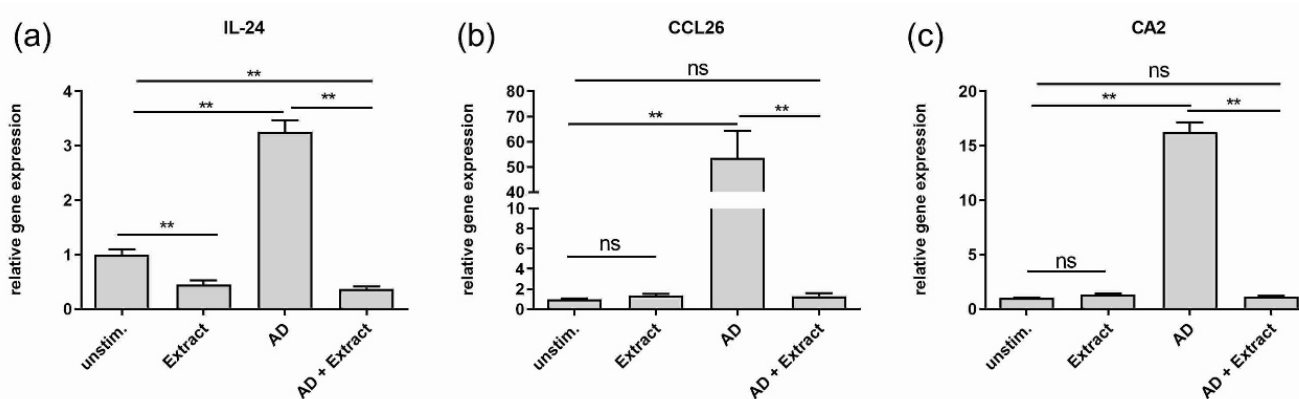 (a)
IL-24
relative gene expression
4
3
2
1
0
**
**
**
**
unstim.
Extract
AD
AD + Extract
(b)
CCL26
relative gene expression
80
70
60
50
40
10
8
6
4
2
0
ns
**
**
ns
unstim.
Extract
AD
AD + Extract
(c)
CA2
relative gene expression
20
15
10
5
0
ns
**
**
ns
unstim.
Extract
AD
AD + Extract